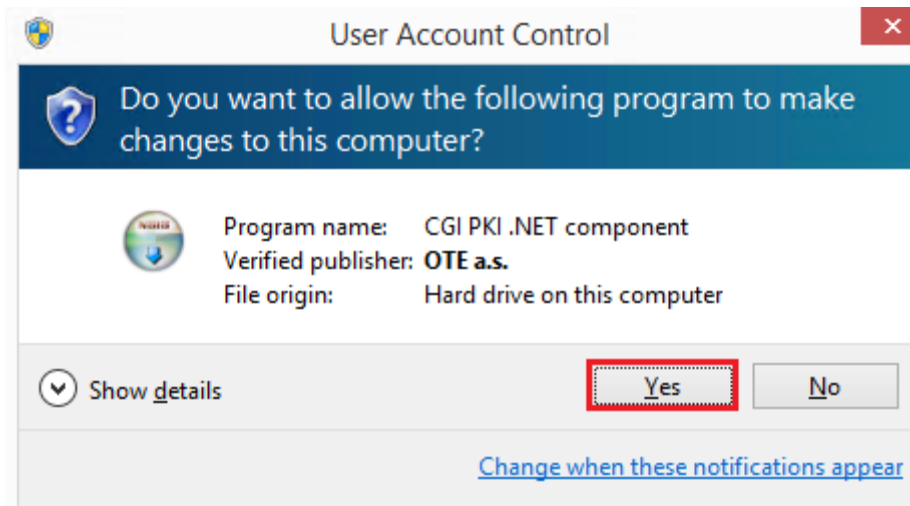 User Account Control
Do you want to allow the following program to make
changes to this computer?
Program name: CGI PKI .NET component
Verified publisher: OTE a.s.
File origin: Hard drive on this computer
Show details
Yes
No
Change when these notifications appear